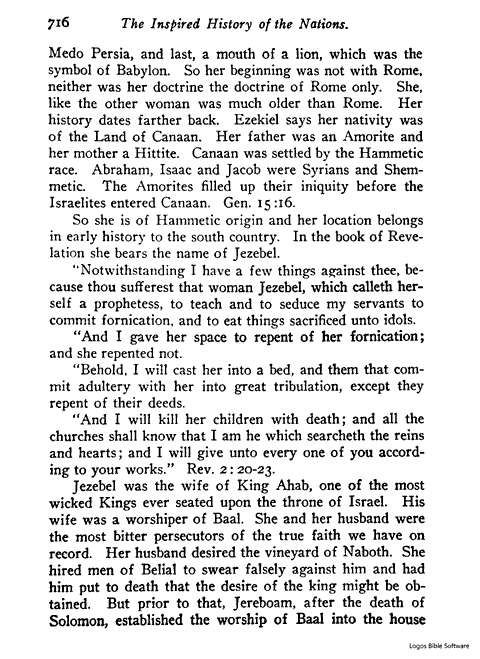 716 The Inspired History of the Nations.
Medo Persia, and last, a mouth of a lion, which was the
symbol of Babylon. So her beginning was not with Rome,
neither was her doctrine the doctrine of Rome only. She,
like the other woman was much older than Rome. Her
history dates farther back. Ezekiel says her nativity was
of the Land of Canaan. Her father was an Amorite and
her mother a Hittite. Canaan was settled by the Hammetic
race. Abraham, Isaac and Jacob were Syrians and Shem-
metic. The Amorites filled up their iniquity before the
Israelites entered Canaan. Gen. 15:16.
So she is of Hammetic origin and her location belongs
in early history to the south country. In the book of Reve-
lation she bears the name of Jezebel.
"Notwithstanding I have a few things against thee, be-
cause thou sufferest that woman Jezebel, which calleth her-
self a prophetess, to teach and to seduce my servants to
commit fornication, and to eat things sacrificed unto idols.
"And I gave her space to repent of her fornication;
and she repented not.
"Behold, I will cast her into a bed, and them that com-
mit adultery with her into great tribulation, except they
repent of their deeds.
"And I will kill her children with death; and all the
churches shall know that I am he which searcheth the reins
and hearts; and I will give unto every one of you accord-
ing to your works." Rev. 2:20-23.
Jezebel was the wife of King Ahab, one of the most
wicked Kings ever seated upon the throne of Israel. His
wife was a worshiper of Baal. She and her husband were
the most bitter persecutors of the true faith we have on
record. Her husband desired the vineyard of Naboth. She
hired men of Belial to swear falsely against him and had
him put to death that the desire of the king might be ob-
tained. But prior to that, Jereboam, after the death of
Solomon, established the worship of Baal into the house
Logos Bible Software